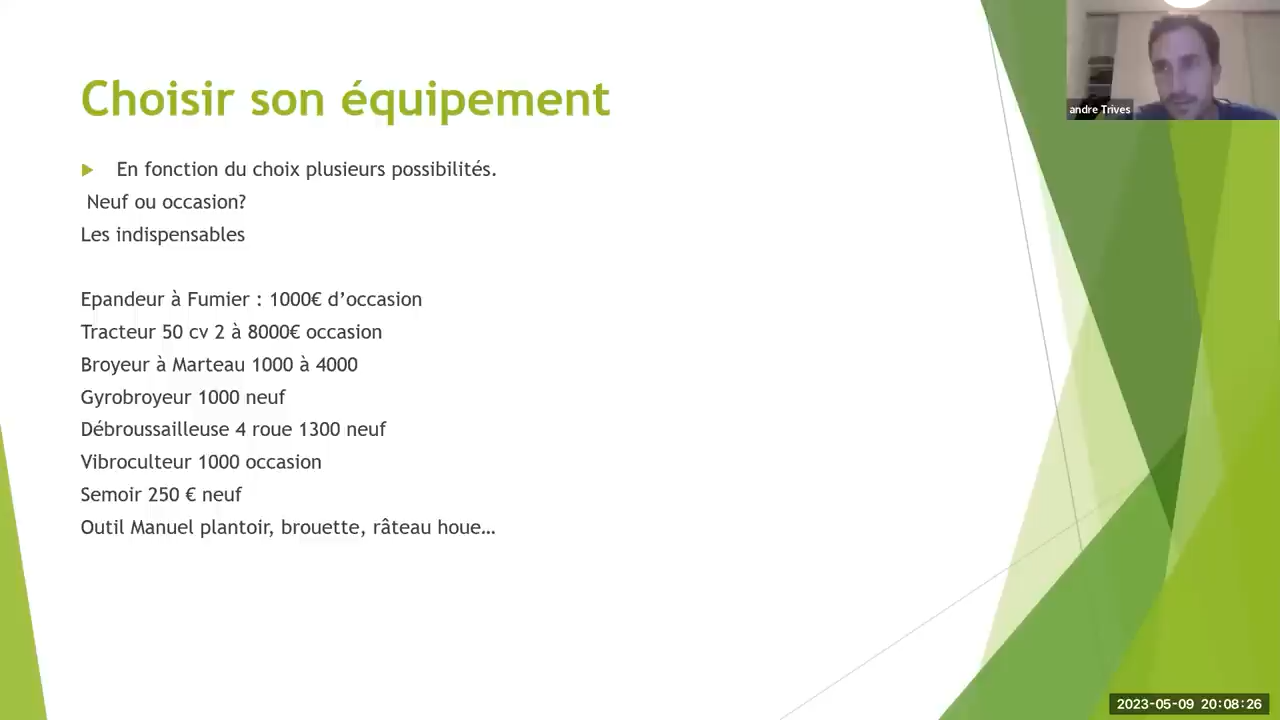 Choisir son équipement
En fonction du choix plusieurs possibilités.
Neuf ou occasion?
Les indispensables
Epandeur à Fumier : 1000€ d’occasion
Tracteur 50 cv 2 à 8000€ occasion
Broyeur à Marteau 1000 à 4000
Gyrobroyeur 1000 neuf
Débroussailleuse 4 roue 1300 neuf
Vibroculteur 1000 occasion
Semoir 250 € neuf
Outil Manuel plantoir, brouette, râteau houe…
andre Trives
2023-05-09 20:08:26